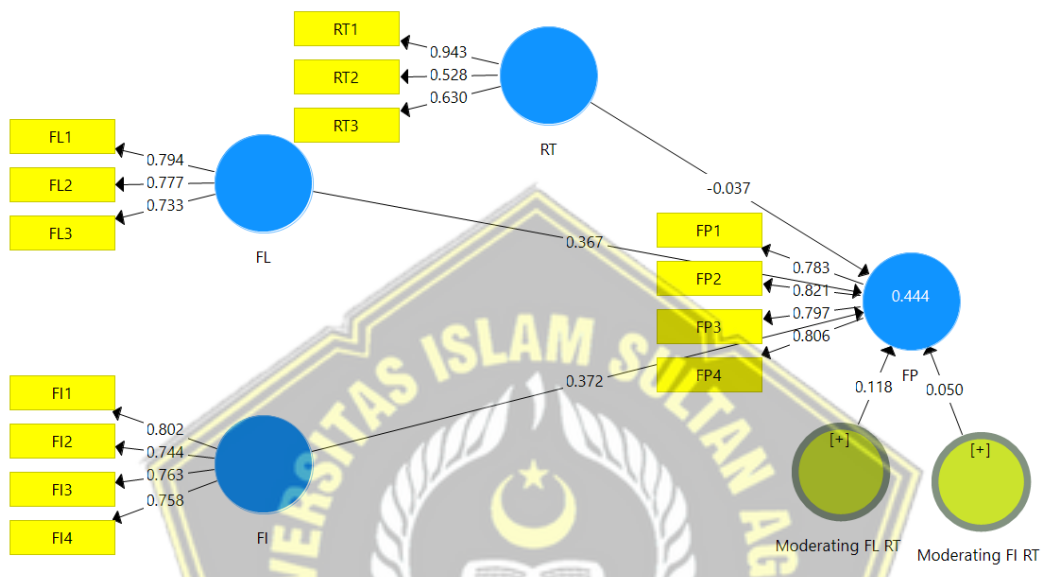 RT1
RT2
RT3
0.943
0.528
0.630
RT
FL1
FL2
FL3
0.794
0.777
0.733
FL
-0.037
0.367
FP1
FP2
FP3
FP4
0.783
0.821
0.797
0.806
0.444
FP
FI1
FI2
FI3
FI4
0.802
0.744
0.763
0.758
FI
0.372
0.118
0.050
[+]
[+]
Moderating FL RT
Moderating FI RT
VERSITAS ISLAM SULTAN AG